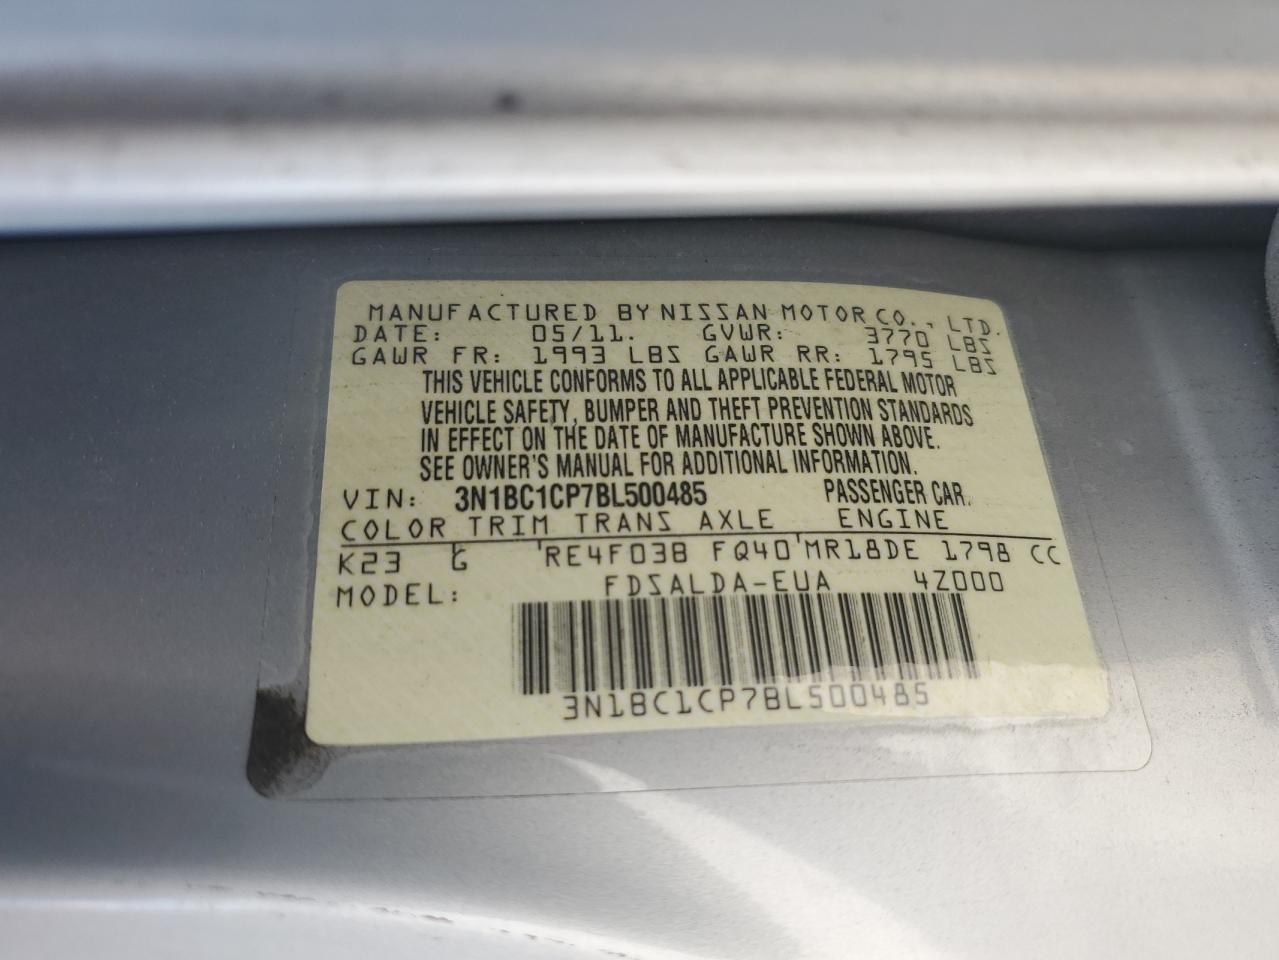 MANUFACTURED BY NISSAN MOTOR CO., LTD.
DATE: 05/11. GVWR: 3770 LBS
GAWR FR: 1993 LBS GAWR RR: 1795 LBS
THIS VEHICLE CONFORMS TO ALL APPLICABLE FEDERAL MOTOR
VEHICLE SAFETY, BUMPER AND THEFT PREVENTION STANDARDS
IN EFFECT ON THE DATE OF MANUFACTURE SHOWN ABOVE.
SEE OWNER'S MANUAL FOR ADDITIONAL INFORMATION.
VIN: 3N1BC1CP7BL500485 PASSENGER CAR.
COLOR TRIM TRANS AXLE ENGINE
K23 G RE4F03B FQ40 MR18DE 1798 CC
MODEL: FDSALDA-EUA 4Z000
3N1BC1CP7BL500485